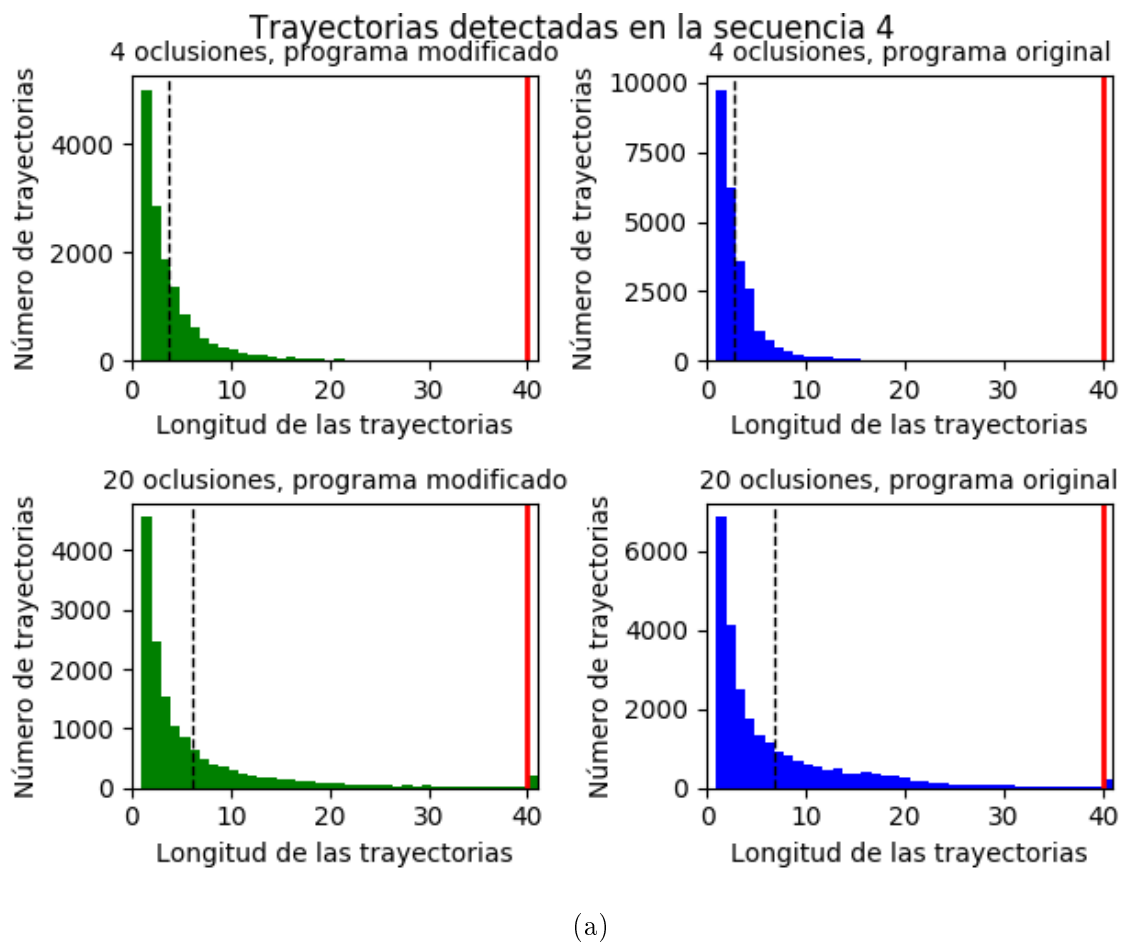 Trayectorias detectadas en la secuencia 4
4 oclusiones, programa modificado
Número de trayectorias
4000
2000
0
0 10 20 30 40
Longitud de las trayectorias
4 oclusiones, programa original
Número de trayectorias
10000
7500
5000
2500
0
0 10 20 30 40
Longitud de las trayectorias
20 oclusiones, programa modificado
Número de trayectorias
4000
3000
2000
1000
0
0 10 20 30 40
Longitud de las trayectorias
20 oclusiones, programa original
Número de trayectorias
6000
4000
2000
0
0 10 20 30 40
Longitud de las trayectorias
(a)